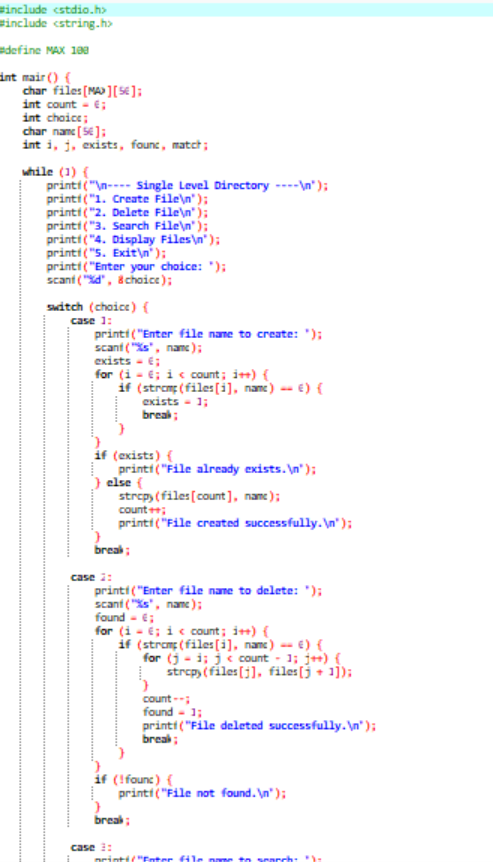 #include <stdio.h>
#include <string.h>
#define MAX 100
int main() {
char files[MAX][50];
int count = 0;
int choice;
char name[50];
int i, j, exists, found, match;
while (1) {
printf("\n---- Single Level Directory ----\n");
printf("1. Create File\n");
printf("2. Delete File\n");
printf("3. Search File\n");
printf("4. Display Files\n");
printf("5. Exit\n");
printf("Enter your choice: ");
scanf("%d", &choice);
switch (choice) {
case 1:
printf("Enter file name to create: ");
scanf("%s", name);
exists = 0;
for (i = 0; i < count; i++) {
if (strcmp(files[i], name) == 0) {
exists = 1;
break;
}
}
if (exists) {
printf("File already exists.\n");
} else {
strcpy(files[count], name);
count++;
printf("File created successfully.\n");
}
break;
case 2:
printf("Enter file name to delete: ");
scanf("%s", name);
found = 0;
for (i = 0; i < count; i++) {
if (strcmp(files[i], name) == 0) {
for (j = i; j < count - 1; j++) {
strcpy(files[j], files[j + 1]);
}
count--;
found = 1;
printf("File deleted successfully.\n");
break;
}
}
if (!found) {
printf("File not found.\n");
}
break;
case 3:
printf("Enter file name to search: ");